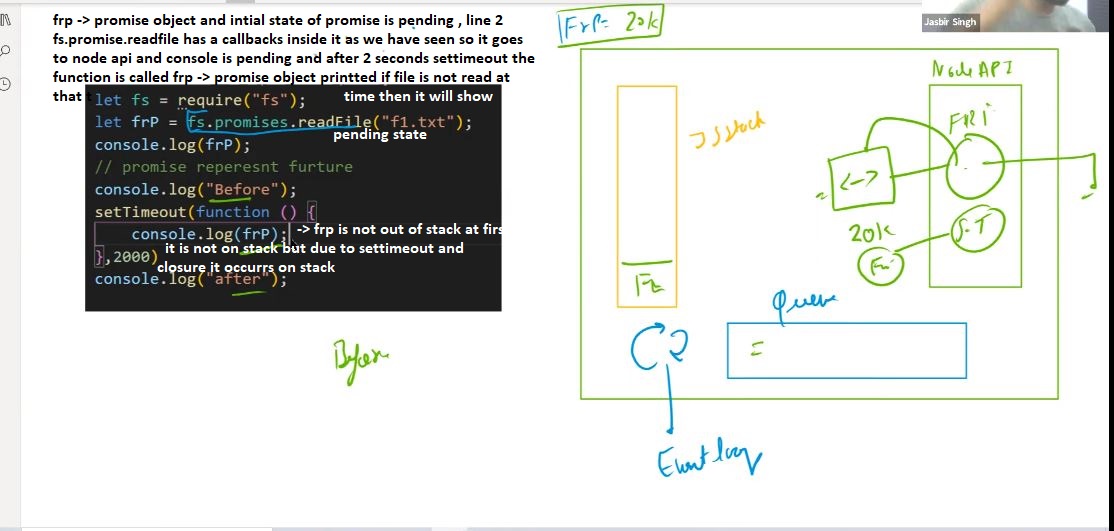 frp -> promise object and intial state of promise is pending , line 2
fs.promise.readfile has a callbacks inside it as we have seen so it goes
to node api and console is pending and after 2 seconds settimeout the
function is called frp -> promise object printted if file is not read at
that time then it will show
pending state
let fs = require("fs");
let frP = fs.promises.readFile("f1.txt");
console.log(frP);
// promise reperesnt furture
console.log("Before");
setTimeout(function () {
console.log(frP);
-> frp is not out of stack at firs
},2000)
it is not on stack but due to settimeout and
closure it occurrs on stack
console.log("after");
Before
FrP= 20k
Jasbir Singh
Node API
JS stack
<-->
20k
S.T
Queue
Event loop